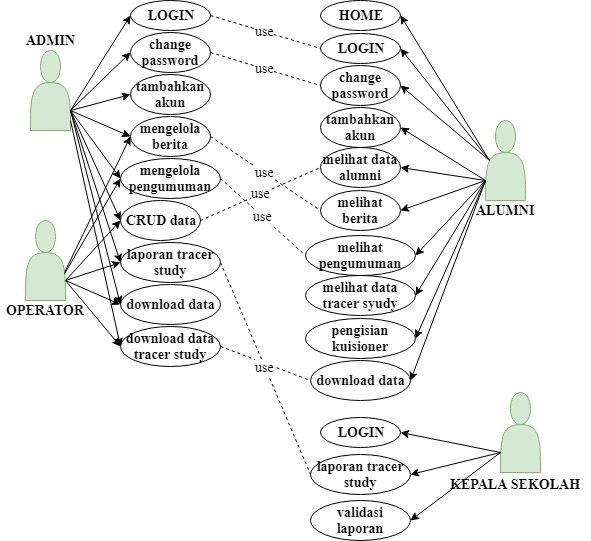 ADMIN
OPERATOR
LOGIN
change
password
tambahkan
akun
mengelola
berita
mengelola
pengumuman
CRUD data
laporan tracer
study
download data
download data
tracer study
use
use
use
use
use
use
HOME
LOGIN
change
password
tambahkan
akun
melihat data
alumni
melihat
berita
melihat
pengumuman
melihat data
tracer syudy
pengisian
kuisioner
download data
ALUMNI
LOGIN
laporan tracer
study
validasi
laporan
KEPALA SEKOLAH